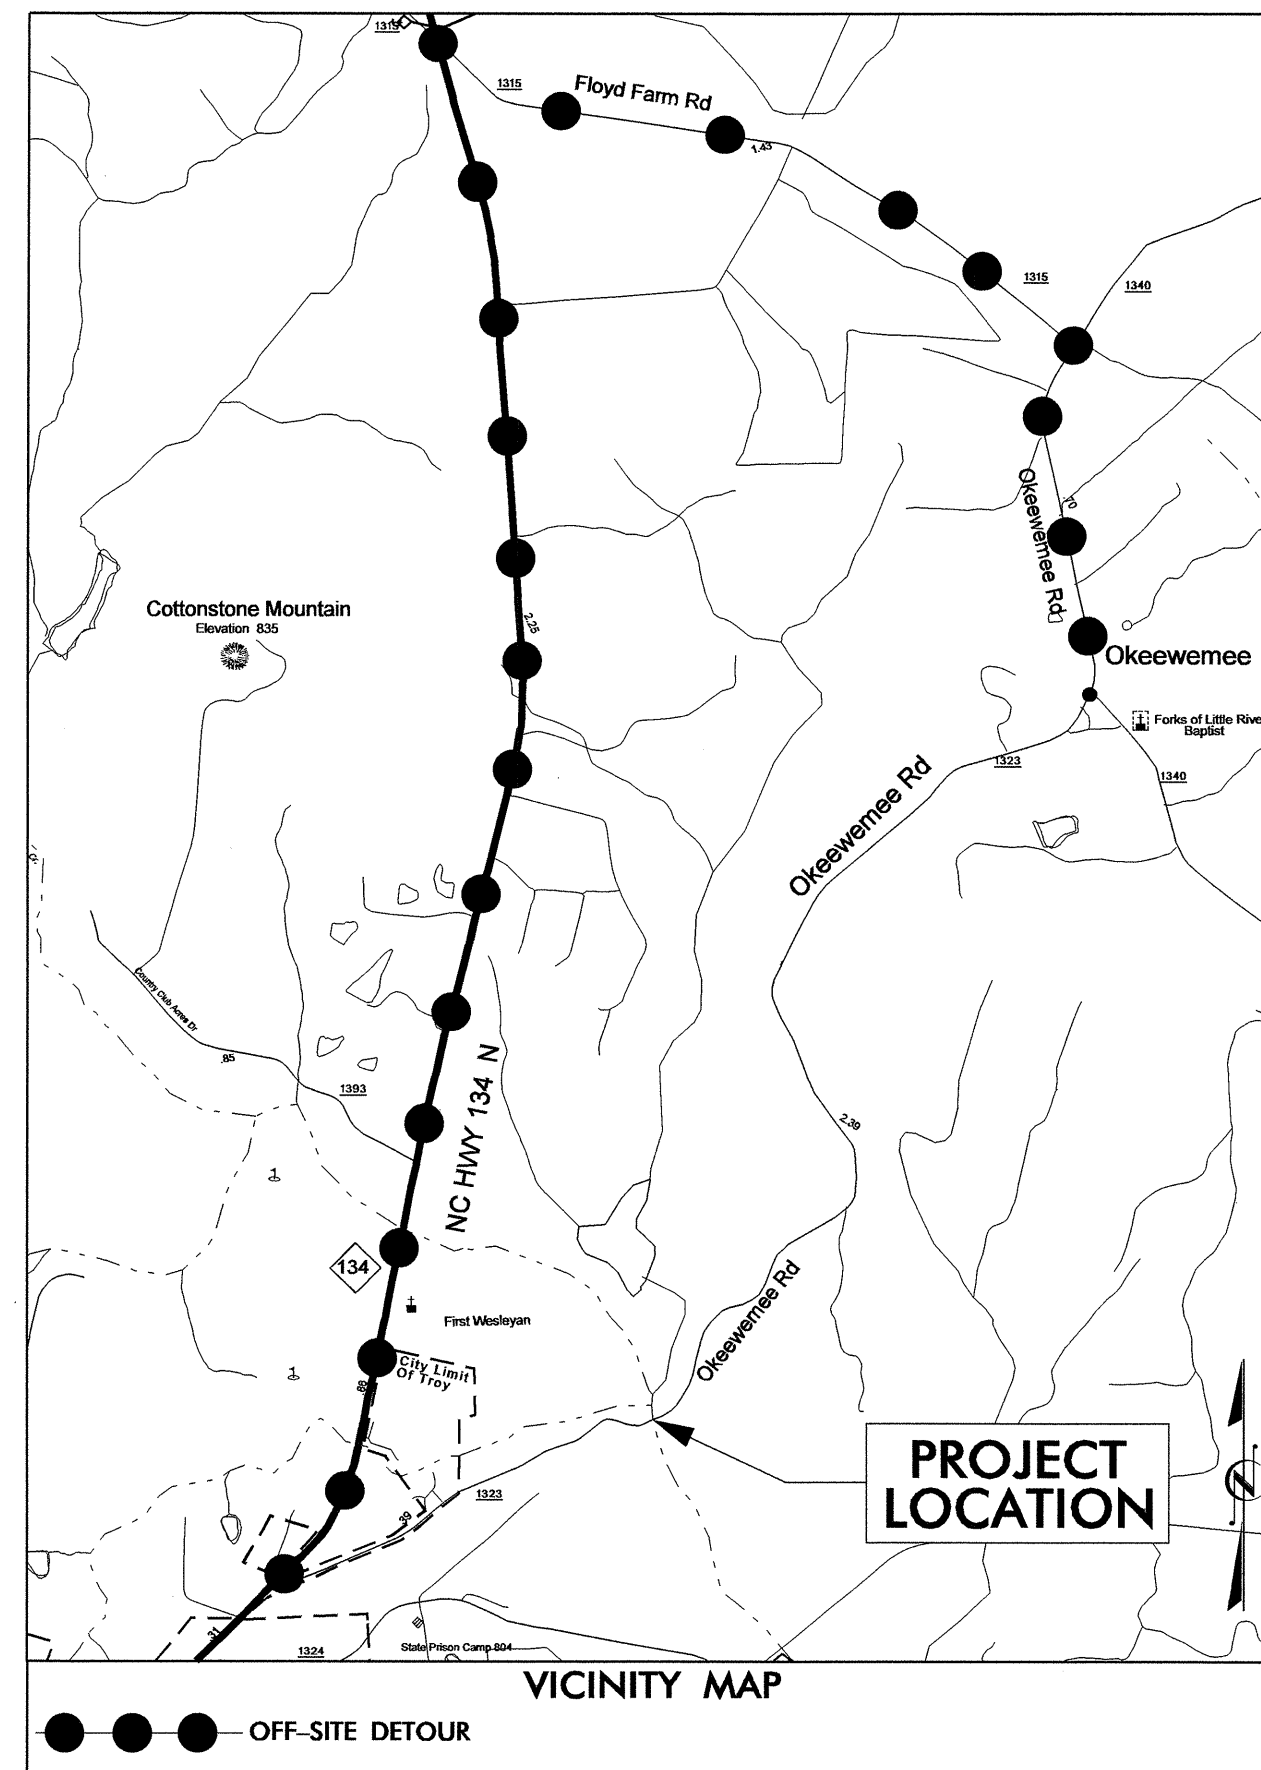 1315
1315
Floyd Farm Rd
1.43
1315
1340
Okeewemee Rd
.70
Cottonstone Mountain
Elevation 835
2.25
Okeewemee
Forks of Little Rive
Baptist
1323
1340
Okeewemee Rd
Country Club Acres Dr
.85
1393
NC HWY 134 N
2.39
1
134
First Wesleyan
Okeewemee Rd
City Limit
Of Troy
1
.88
PROJECT
LOCATION
1323
.39
N
.31
1324
State Prison Camp 804
VICINITY MAP
OFF-SITE DETOUR